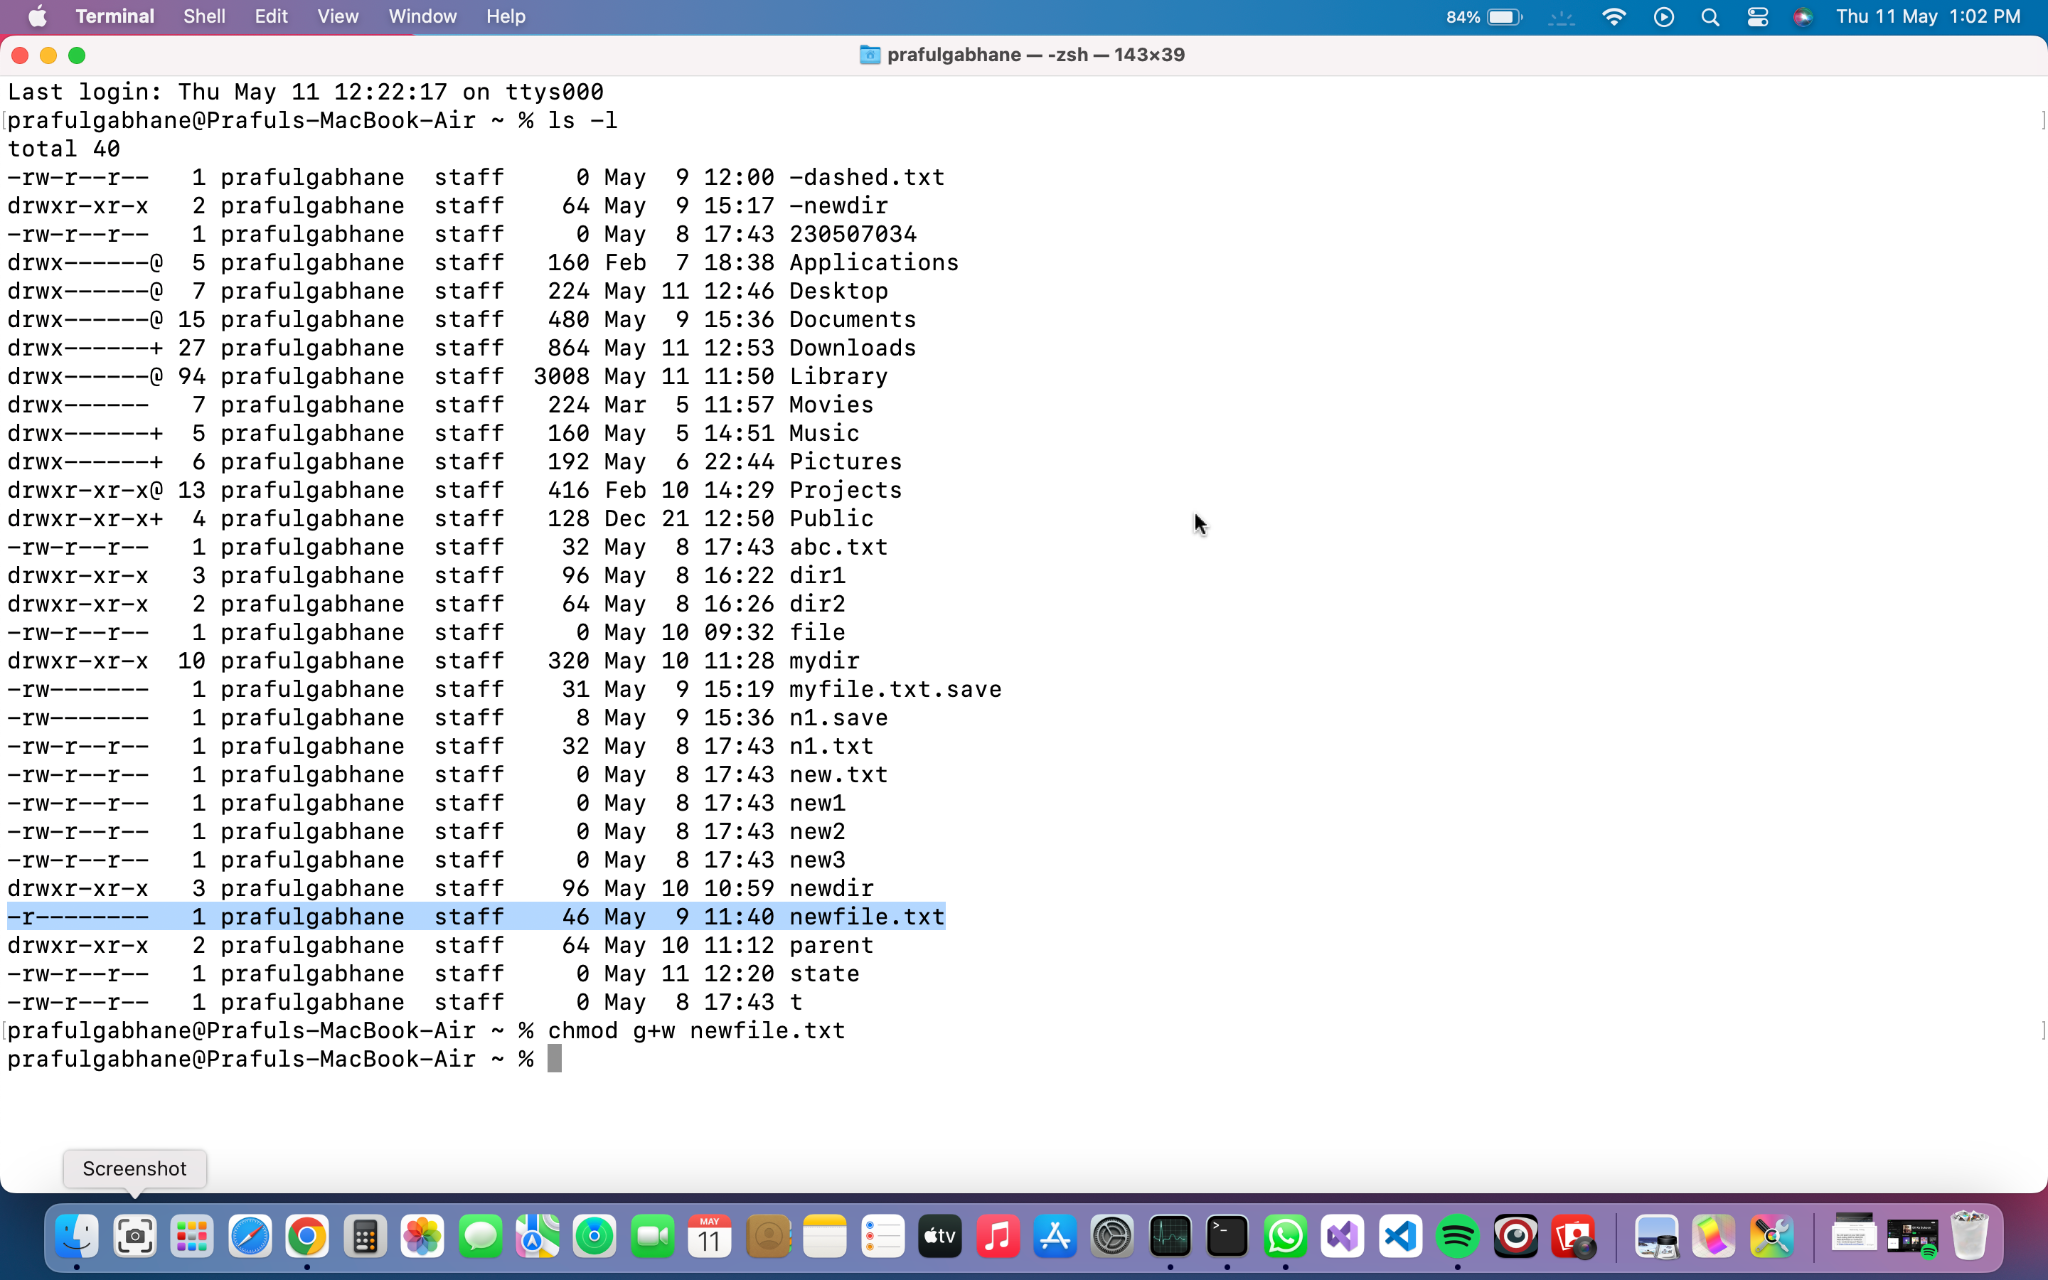 Terminal Shell Edit View Window Help 84% Thu 11 May 1:02 PM
prafulgabhane — -zsh — 143×39
Last login: Thu May 11 12:22:17 on ttys000
prafulgabhane@Prafuls-MacBook-Air ~ % ls -l
total 40
-rw-r--r-- 1 prafulgabhane staff 0 May 9 12:00 -dashed.txt
drwxr-xr-x 2 prafulgabhane staff 64 May 9 15:17 -newdir
-rw-r--r-- 1 prafulgabhane staff 0 May 8 17:43 230507034
drwx------@ 5 prafulgabhane staff 160 Feb 7 18:38 Applications
drwx------@ 7 prafulgabhane staff 224 May 11 12:46 Desktop
drwx------@ 15 prafulgabhane staff 480 May 9 15:36 Documents
drwx------+ 27 prafulgabhane staff 864 May 11 12:53 Downloads
drwx------@ 94 prafulgabhane staff 3008 May 11 11:50 Library
drwx------ 7 prafulgabhane staff 224 Mar 5 11:57 Movies
drwx------+ 5 prafulgabhane staff 160 May 5 14:51 Music
drwx------+ 6 prafulgabhane staff 192 May 6 22:44 Pictures
drwxr-xr-x@ 13 prafulgabhane staff 416 Feb 10 14:29 Projects
drwxr-xr-x+ 4 prafulgabhane staff 128 Dec 21 12:50 Public
-rw-r--r-- 1 prafulgabhane staff 32 May 8 17:43 abc.txt
drwxr-xr-x 3 prafulgabhane staff 96 May 8 16:22 dir1
drwxr-xr-x 2 prafulgabhane staff 64 May 8 16:26 dir2
-rw-r--r-- 1 prafulgabhane staff 0 May 10 09:32 file
drwxr-xr-x 10 prafulgabhane staff 320 May 10 11:28 mydir
-rw------- 1 prafulgabhane staff 31 May 9 15:19 myfile.txt.save
-rw------- 1 prafulgabhane staff 8 May 9 15:36 n1.save
-rw-r--r-- 1 prafulgabhane staff 32 May 8 17:43 n1.txt
-rw-r--r-- 1 prafulgabhane staff 0 May 8 17:43 new.txt
-rw-r--r-- 1 prafulgabhane staff 0 May 8 17:43 new1
-rw-r--r-- 1 prafulgabhane staff 0 May 8 17:43 new2
-rw-r--r-- 1 prafulgabhane staff 0 May 8 17:43 new3
drwxr-xr-x 3 prafulgabhane staff 96 May 10 10:59 newdir
-r-------- 1 prafulgabhane staff 46 May 9 11:40 newfile.txt
drwxr-xr-x 2 prafulgabhane staff 64 May 10 11:12 parent
-rw-r--r-- 1 prafulgabhane staff 0 May 11 12:20 state
-rw-r--r-- 1 prafulgabhane staff 0 May 8 17:43 t
prafulgabhane@Prafuls-MacBook-Air ~ % chmod g+w newfile.txt
prafulgabhane@Prafuls-MacBook-Air ~ %
Screenshot
MAY
11
tv